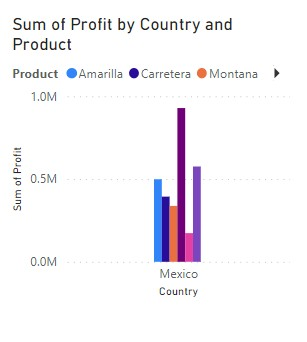 Sum of Profit by Country and
Product
Product Amarilla Carretera Montana
1.0M
0.5M
0.0M
Sum of Profit
Mexico
Country